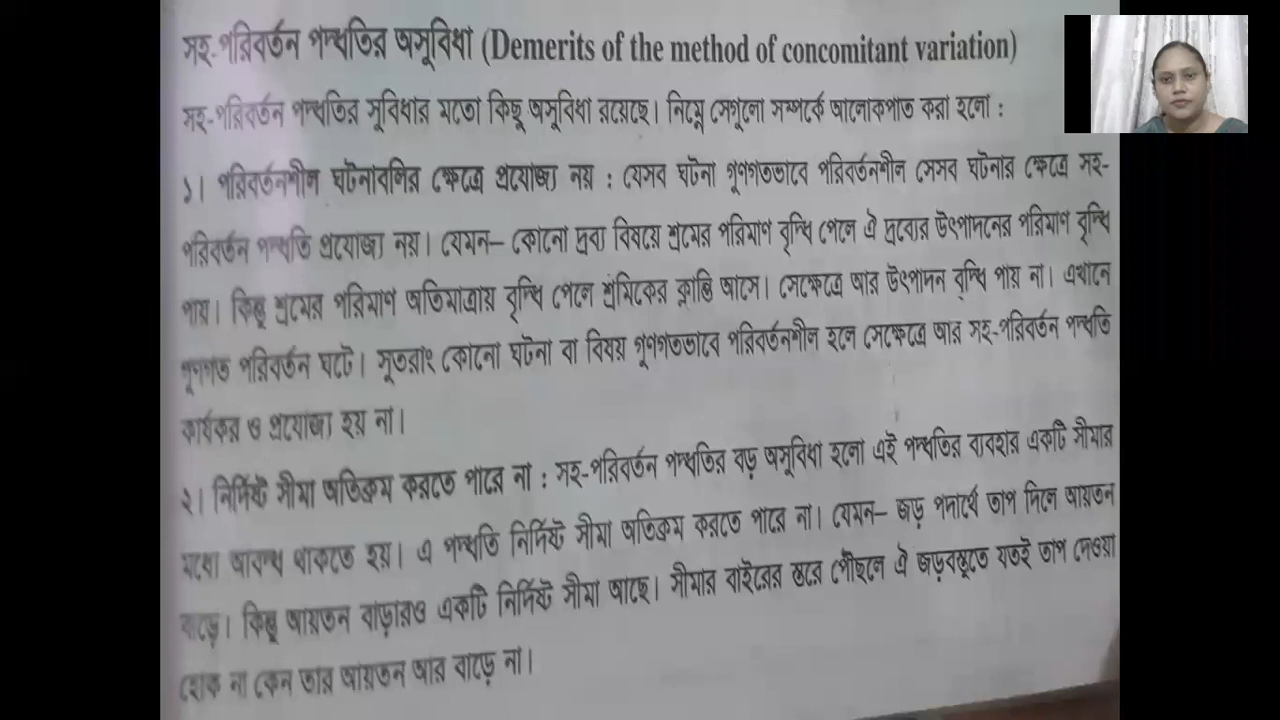 সহ-পরিবর্তন পদ্ধতির অসুবিধা (Demerits of the method of concomitant variation)
সহ-পরিবর্তন পদ্ধতির সুবিধার মতো কিছু অসুবিধা রয়েছে। নিম্নে সেগুলো সম্পর্কে আলোকপাত করা হলো :
১। পরিবর্তনশীল ঘটনাবলির ক্ষেত্রে প্রযোজ্য নয় : যেসব ঘটনা গুণগতভাবে পরিবর্তনশীল সেসব ঘটনার ক্ষেত্রে সহ-
পরিবর্তন পদ্ধতি প্রযোজ্য নয়। যেমন– কোনো দ্রব্য বিষয়ে শ্রমের পরিমাণ বৃদ্ধি পেলে ঐ দ্রব্যের উৎপাদনের পরিমাণ বৃদ্ধি
পায়। কিন্তু শ্রমের পরিমাণ অতিমাত্রায় বৃদ্ধি পেলে শ্রমিকের ক্লান্তি আসে। সেক্ষেত্রে আর উৎপাদন বৃদ্ধি পায় না। এখানে
গুণগত পরিবর্তন ঘটে। সুতরাং কোনো ঘটনা বা বিষয় গুণগতভাবে পরিবর্তনশীল হলে সেক্ষেত্রে আর সহ-পরিবর্তন পদ্ধতি
কার্যকর ও প্রযোজ্য হয় না।
২। নির্দিষ্ট সীমা অতিক্রম করতে পারে না : সহ-পরিবর্তন পদ্ধতির বড় অসুবিধা হলো এই পদ্ধতির ব্যবহার একটি সীমার
মধ্যে আবদ্ধ থাকতে হয়। এ পদ্ধতি নির্দিষ্ট সীমা অতিক্রম করতে পারে না। যেমন– জড় পদার্থে তাপ দিলে আয়তন
বাড়ে। কিন্তু আয়তন বাড়ারও একটি নির্দিষ্ট সীমা আছে। সীমার বাইরের স্তরে পৌঁছলে ঐ জড়বস্তুতে যতই তাপ দেওয়া
হোক না কেন তার আয়তন আর বাড়ে না।